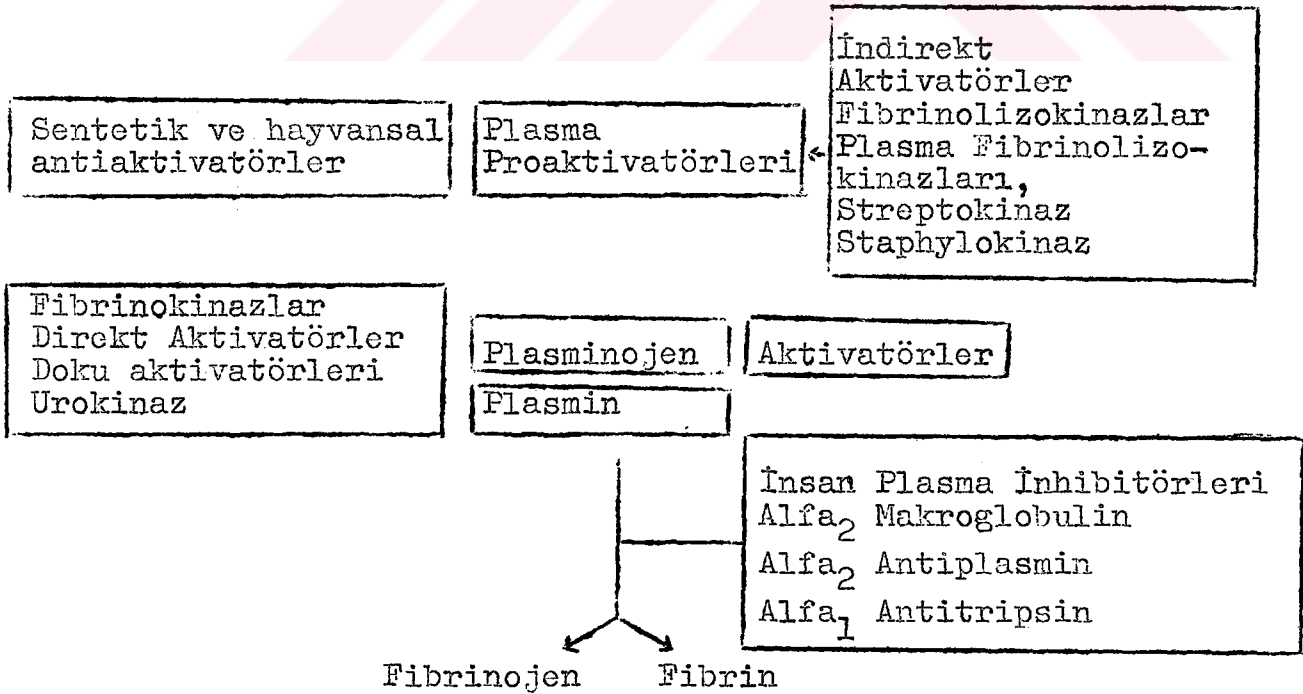 İndirekt
Aktivatörler
Fibrinolizokinazlar
Plasma Fibrinolizo-
kinazları,
Streptokinaz
Staphylokinaz
Sentetik ve hayvansal
antiaktivatörler
Plasma
Proaktivatörleri
Fibrinokinazlar
Direkt Aktivatörler
Doku aktivatörleri
Urokinaz
Plasminojen
Aktivatörler
Plasmin
İnsan Plasma İnhibitörleri
Alfa₂ Makroglobulin
Alfa₂ Antiplasmin
Alfa₁ Antitripsin
Fibrinojen
Fibrin